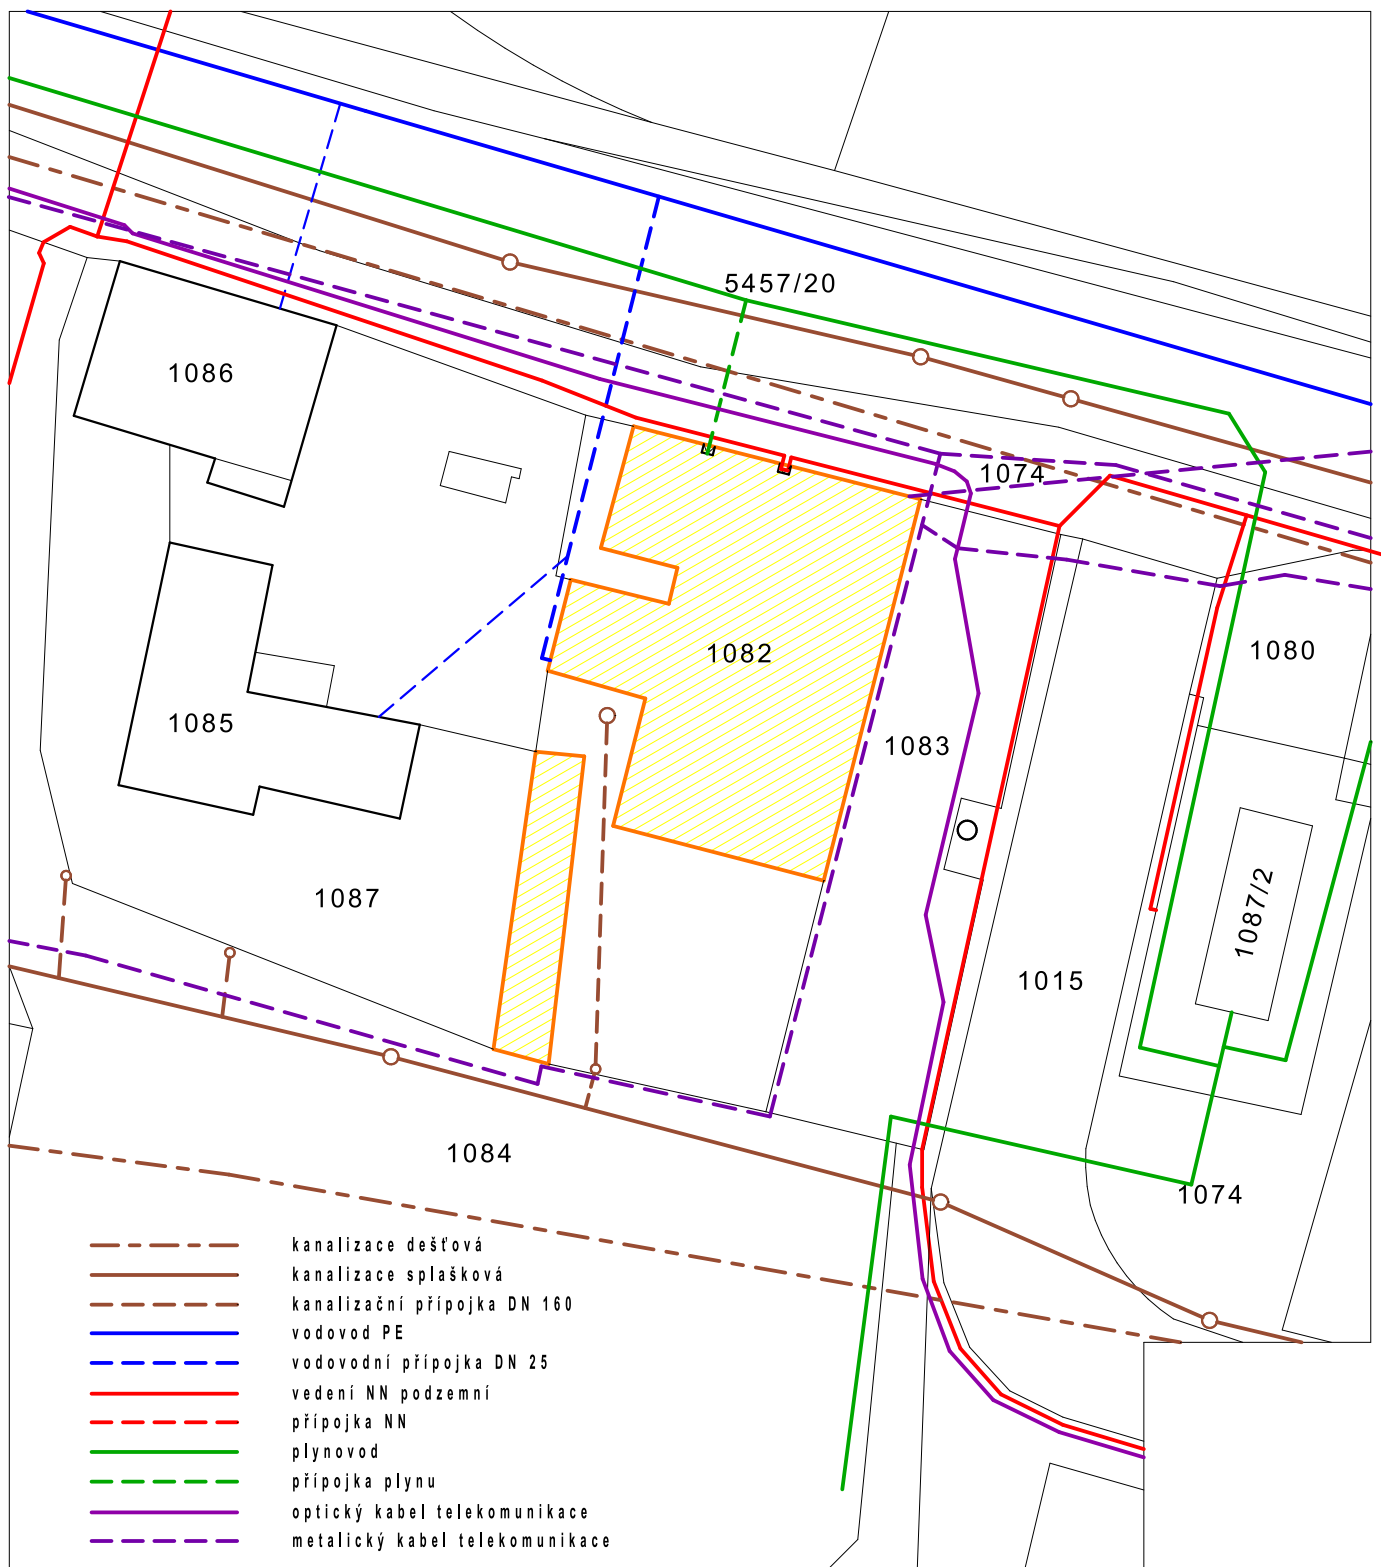 5457/20
1086
1074
1082
1080
1085
1083
1087
1087/2
1015
1084
1074
kanalizace dešťová
kanalizace splašková
kanalizační přípojka DN 160
vodovod PE
vodovodní přípojka DN 25
vedení NN podzemní
přípojka NN
plynovod
přípojka plynu
optický kabel telekomunikace
metalický kabel telekomunikace